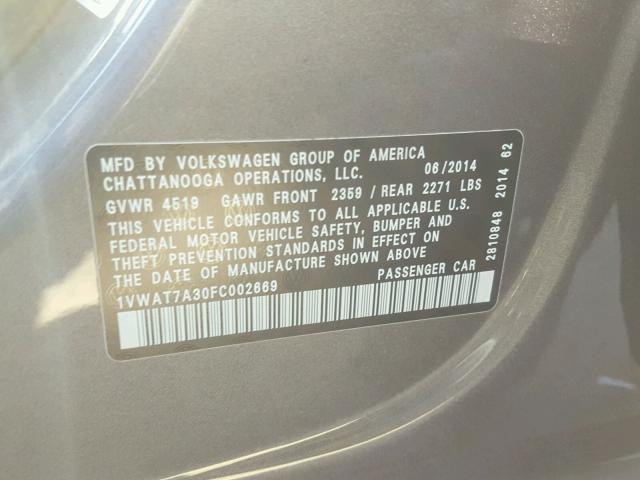 MFD BY VOLKSWAGEN GROUP OF AMERICA
CHATTANOOGA OPERATIONS, LLC. 06/2014
GVWR 4519 GAWR FRONT 2359 / REAR 2271 LBS
THIS VEHICLE CONFORMS TO ALL APPLICABLE U.S.
FEDERAL MOTOR VEHICLE SAFETY, BUMPER AND
THEFT PREVENTION STANDARDS IN EFFECT ON
THE DATE OF MANUFACTURE SHOWN ABOVE
1VWAT7A30FC002669 PASSENGER CAR
2810848 2014 62